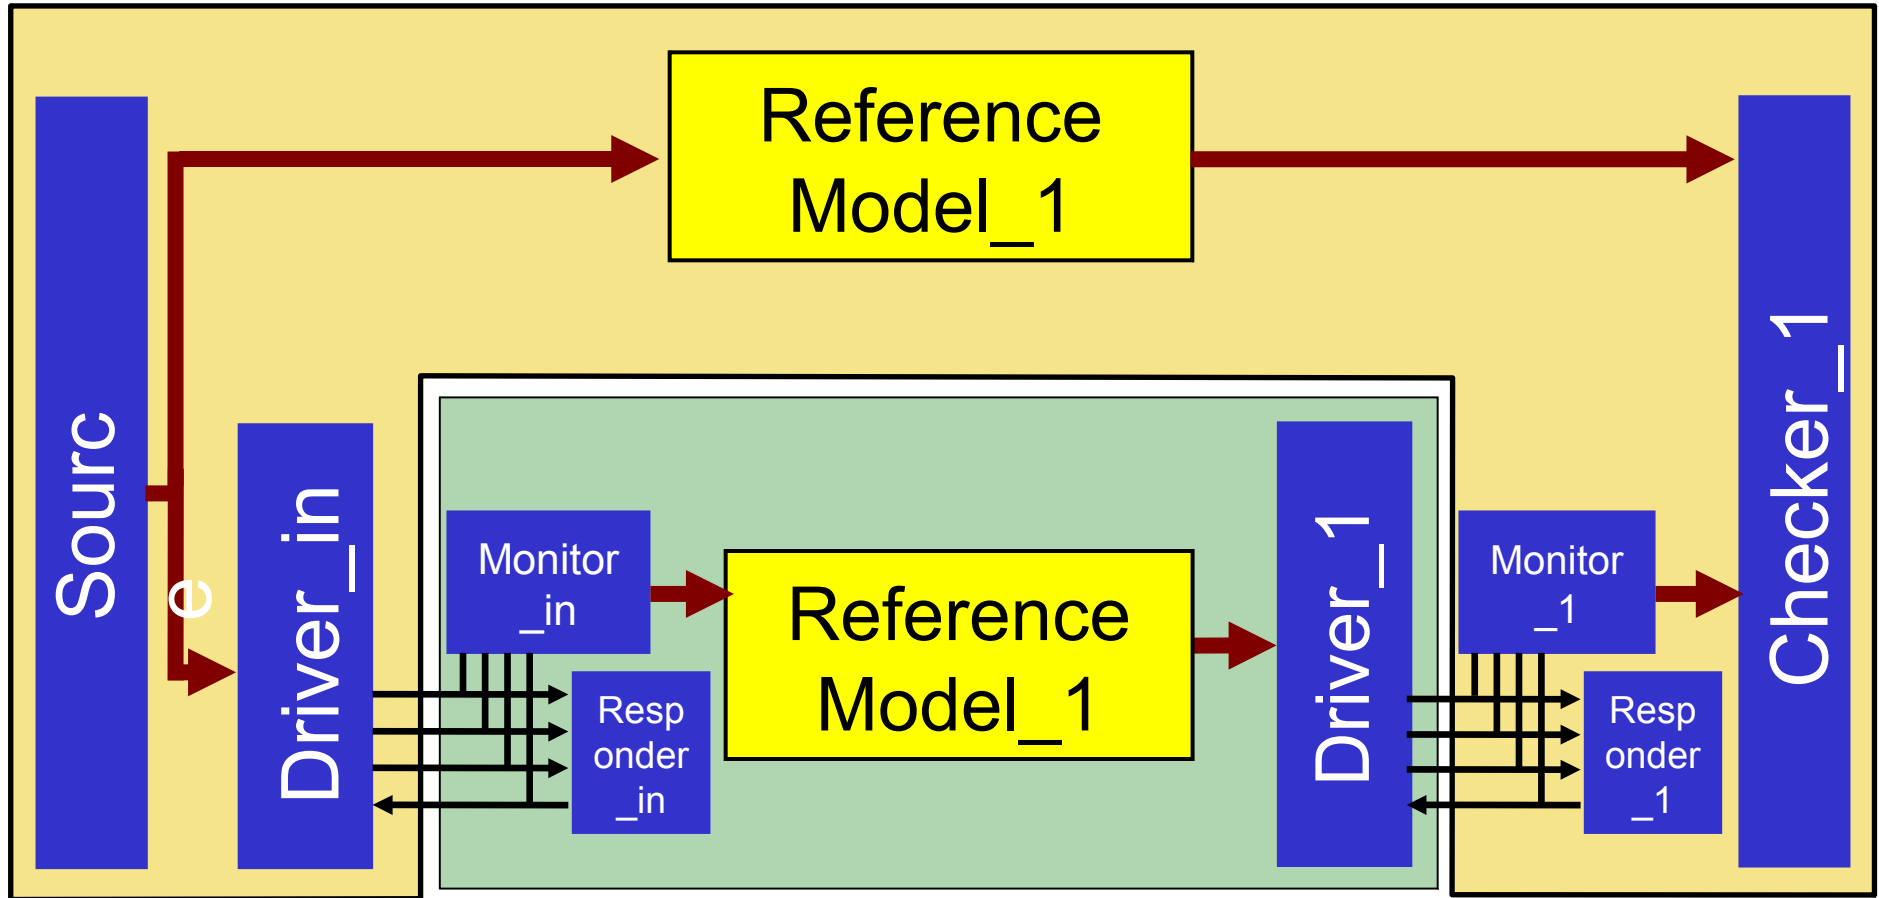 Reference
Model_1
Sourc
e
Driver_in
Monitor
_in
Resp
onder
_in
Reference
Model_1
Driver_1
Monitor
_1
Resp
onder
_1
Checker_1